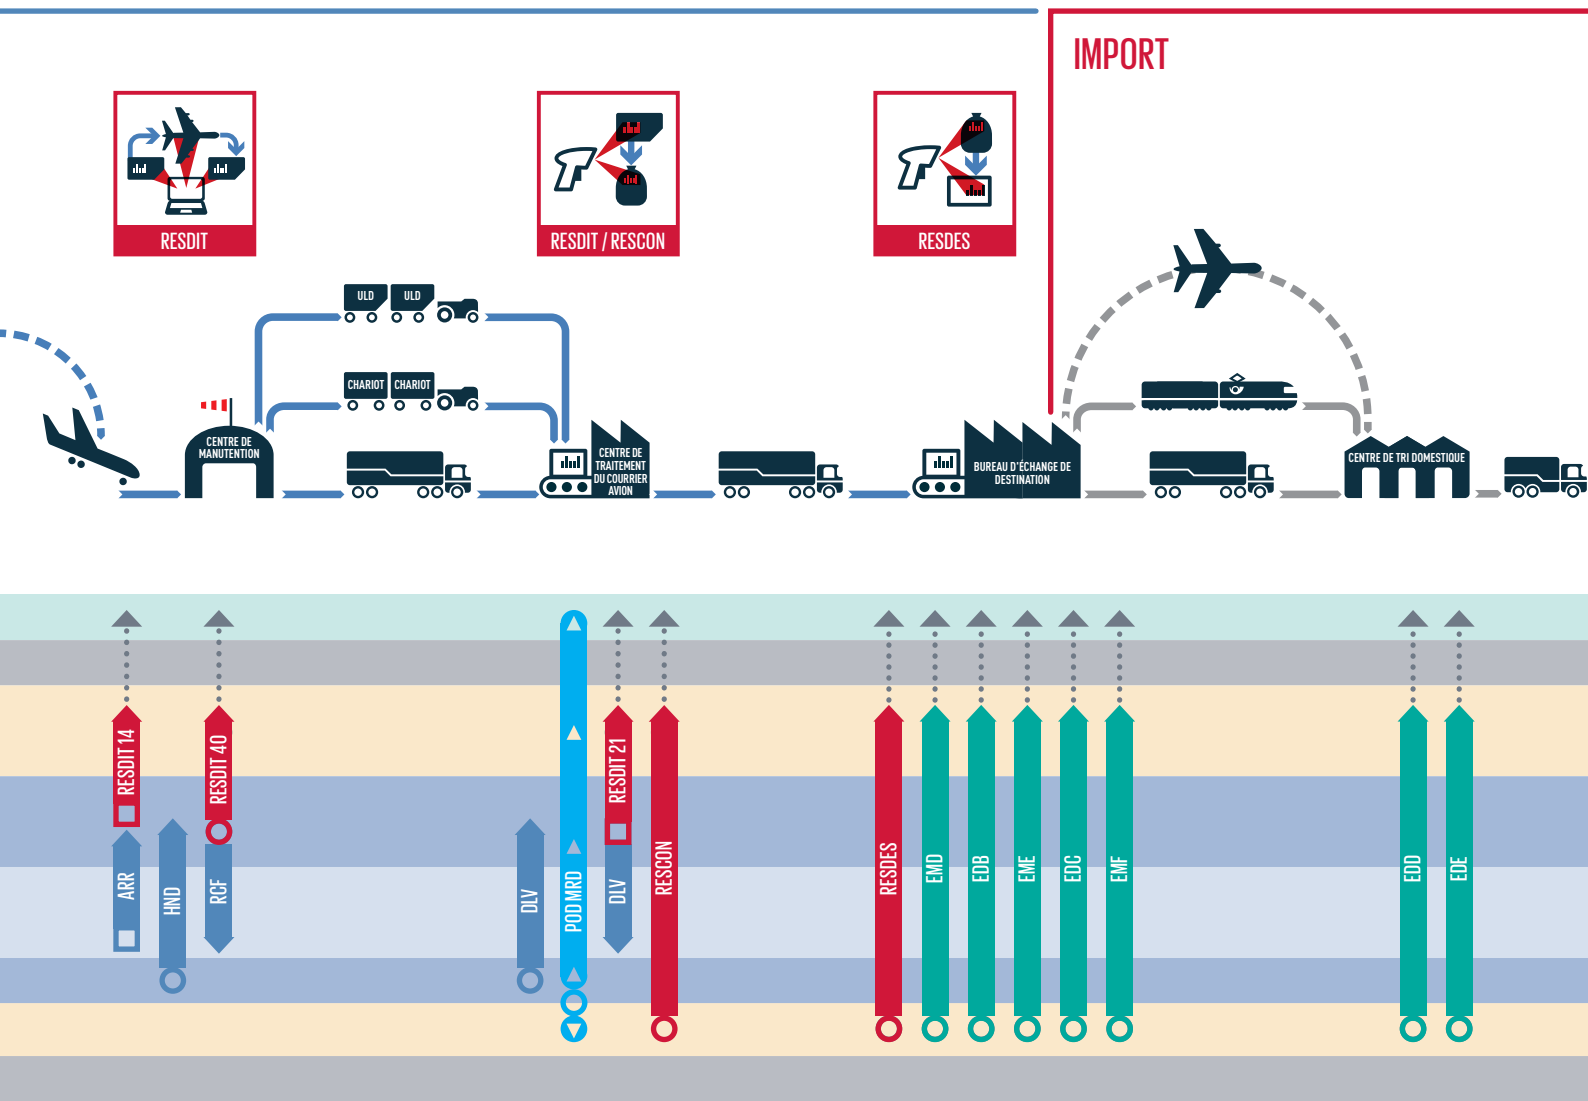 IMPORT
RESDIT
RESDIT / RESCON
RESDES
ULD
ULD
CHARIOT
CHARIOT
CENTRE DE
MANUTENTION
CENTRE DE
TRAITEMENT
DU COURRIER
AVION
BUREAU D'ÉCHANGE DE
DESTINATION
CENTRE DE TRI DOMESTIQUE
RESDIT 14
ARR
HND
RESDIT 40
RCF
DLV
POD MRD
RESDIT 21
DLV
RESCON
RESDES
EMD
EDB
EME
EDC
EMF
EDD
EDE